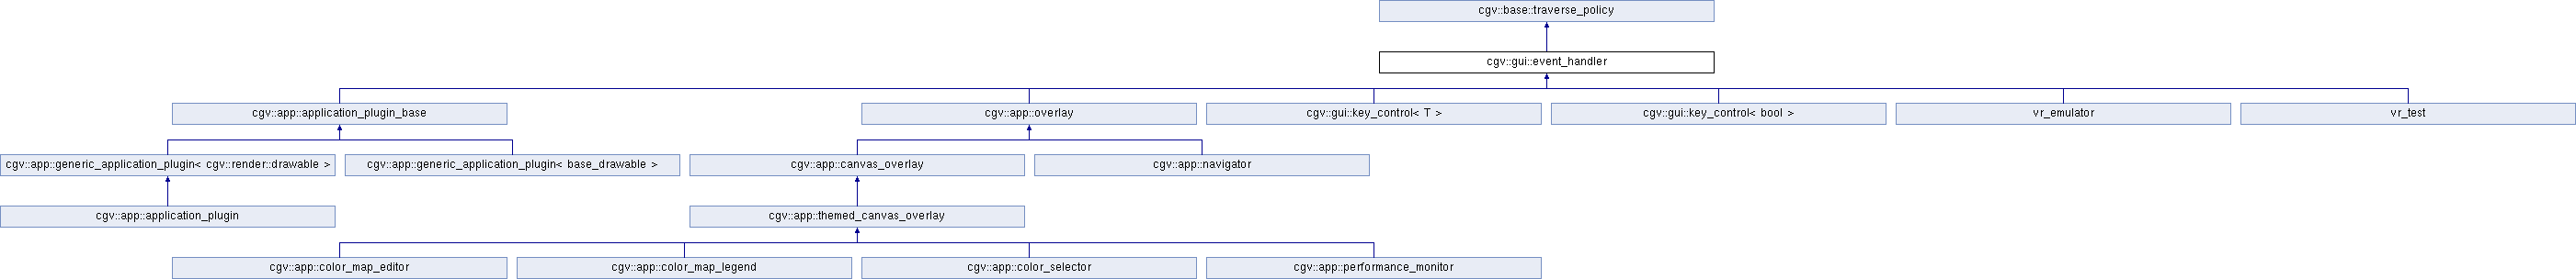 cgv::base::traverse_policy
cgv::gui::event_handler
cgv::app::application_plugin_base
cgv::app::overlay
cgv::gui::key_control< T >
cgv::gui::key_control< bool >
vr_emulator
vr_test
cgv::app::generic_application_plugin< cgv::render::drawable >
cgv::app::generic_application_plugin< base_drawable >
cgv::app::canvas_overlay
cgv::app::navigator
cgv::app::application_plugin
cgv::app::themed_canvas_overlay
cgv::app::color_map_editor
cgv::app::color_map_legend
cgv::app::color_selector
cgv::app::performance_monitor